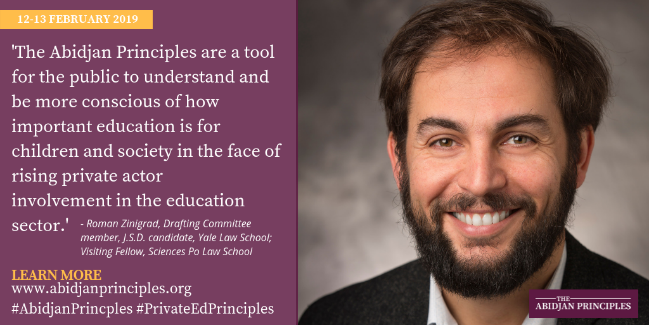 12-13 FEBRUARY 2019
'The Abidjan Principles are a tool
for the public to understand and
be more conscious of how
important education is for
children and society in the face of
rising private actor
involvement in the education
sector.'
- Roman Zinigrad, Drafting Committee
member, J.S.D. candidate, Yale Law School;
Visiting Fellow, Sciences Po Law School
LEARN MORE
www.abidjanprinciples.org
#AbidjanPrincples #PrivateEdPrinciples
THE
ABIDJAN PRINCIPLES